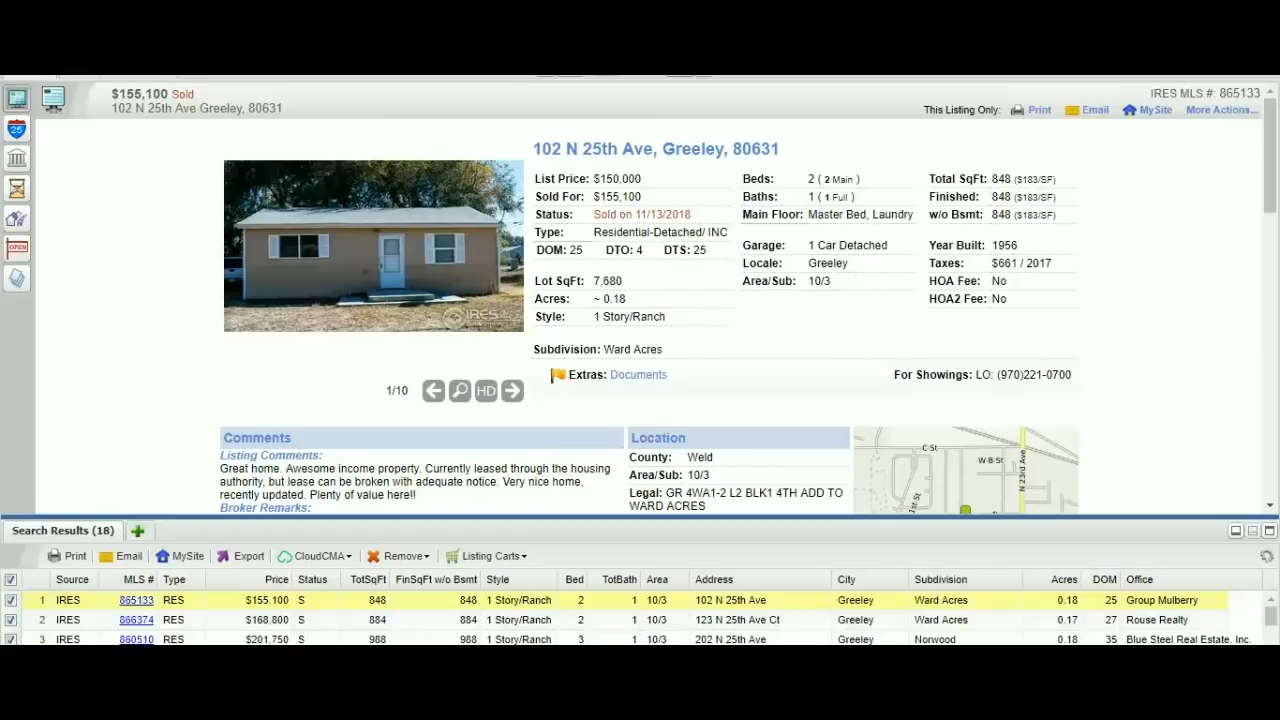 $155,100 Sold
102 N 25th Ave Greeley, 80631
IRES MLS #: 865133
This Listing Only: Print Email MySite More Actions...
102 N 25th Ave, Greeley, 80631
List Price: $150,000
Sold For: $155,100
Status: Sold on 11/13/2018
Type: Residential-Detached/ INC
DOM: 25 DTO: 4 DTS: 25
Lot SqFt: 7,680
Acres: ~ 0.18
Style: 1 Story/Ranch
Beds: 2 ( 2 Main )
Baths: 1 ( 1 Full )
Main Floor: Master Bed, Laundry
Garage: 1 Car Detached
Locale: Greeley
Area/Sub: 10/3
Total SqFt: 848 ($183/SF)
Finished: 848 ($183/SF)
w/o Bsmt: 848 ($183/SF)
Year Built: 1956
Taxes: $661 / 2017
HOA Fee: No
HOA2 Fee: No
Subdivision: Ward Acres
Extras: Documents
For Showings: LO: (970)221-0700
25
OPEN
IRES
1/10
HD
Comments
Listing Comments:
Great home. Awesome income property. Currently leased through the housing
authority, but lease can be broken with adequate notice. Very nice home,
recently updated. Plenty of value here!!
Broker Remarks:
Location
County: Weld
Area/Sub: 10/3
Legal: GR 4WA1-2 L2 BLK1 4TH ADD TO
WARD ACRES
C St
W B St
N 23rd Ave
1st St
Search Results (18)
Print Email MySite Export CloudCMA Remove Listing Carts
Source MLS # Type Price Status TotSqFt FinSqFt w/o Bsmt Style Bed TotBath Area Address City Subdivision Acres DOM Office
1 IRES 865133 RES $155,100 S 848 848 1 Story/Ranch 2 1 10/3 102 N 25th Ave Greeley Ward Acres 0.18 25 Group Mulberry
2 IRES 866374 RES $168,800 S 884 884 1 Story/Ranch 2 1 10/3 123 N 25th Ave Ct Greeley Ward Acres 0.17 27 Rouse Realty
3 IRES 860510 RES $201,750 S 988 988 1 Story/Ranch 3 1 10/3 202 N 25th Ave Greeley Norwood 0.18 35 Blue Steel Real Estate, Inc.